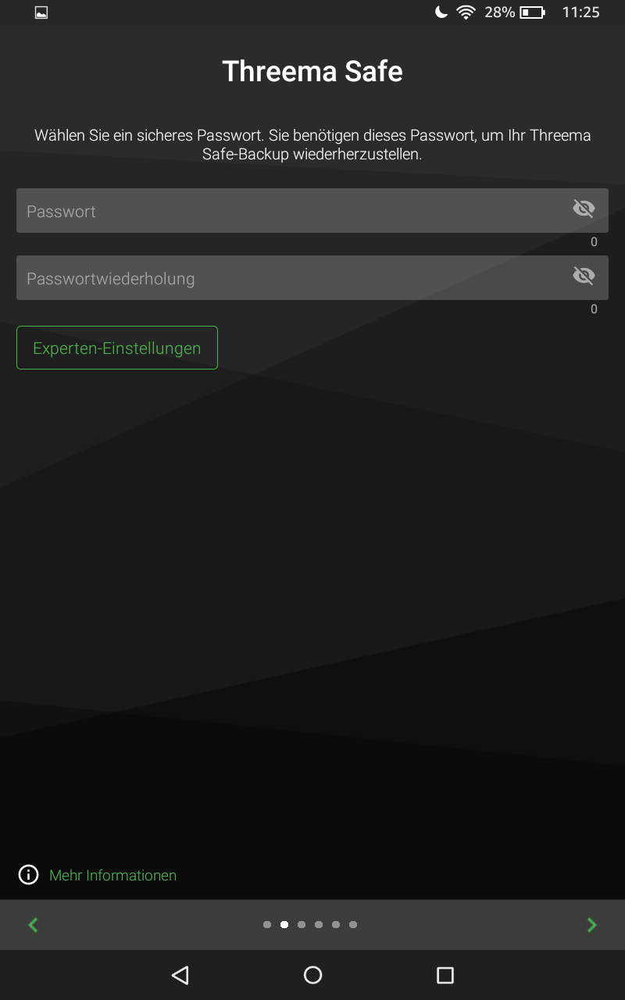 28% 11:25
Threema Safe
Wählen Sie ein sicheres Passwort. Sie benötigen dieses Passwort, um Ihr Threema
Safe-Backup wiederherzustellen.
Passwort
0
Passwortwiederholung
0
Experten-Einstellungen
Mehr Informationen